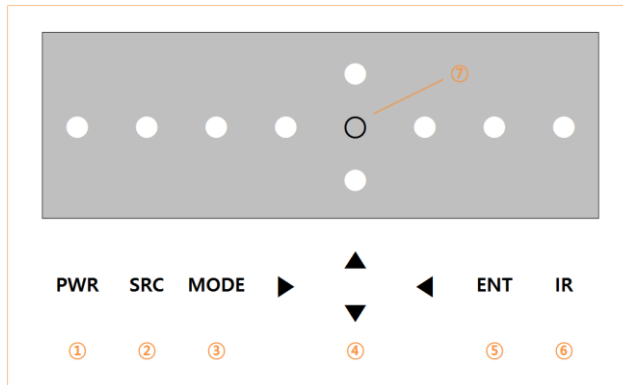 ⑦
PWR SRC MODE ▶ ▲ ▼ ◀ ENT IR
① ② ③ ④ ⑤ ⑥